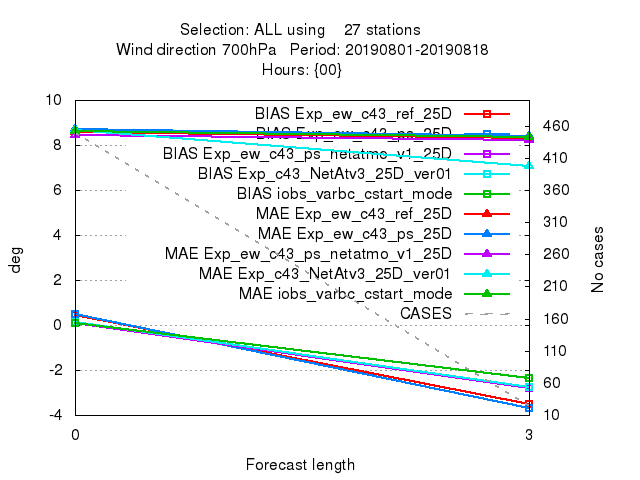 Selection: ALL using 27 stations
Wind direction 700hPa Period: 20190801-20190818
Hours: {00}
10
8
6
4
2
0
-2
-4
deg
BIAS Exp_ew_c43_ref_25D
BIAS Exp_ew_c43_ps_25D
BIAS Exp_ew_c43_ps_netatmo_v1_25D
BIAS Exp_c43_NetAtv3_25D_ver01
BIAS iobs_varbc_cstart_mode
MAE Exp_ew_c43_ref_25D
MAE Exp_ew_c43_ps_25D
MAE Exp_ew_c43_ps_netatmo_v1_25D
MAE Exp_c43_NetAtv3_25D_ver01
MAE iobs_varbc_cstart_mode
CASES
460
410
360
310
260
210
160
110
60
10
No cases
0 3
Forecast length